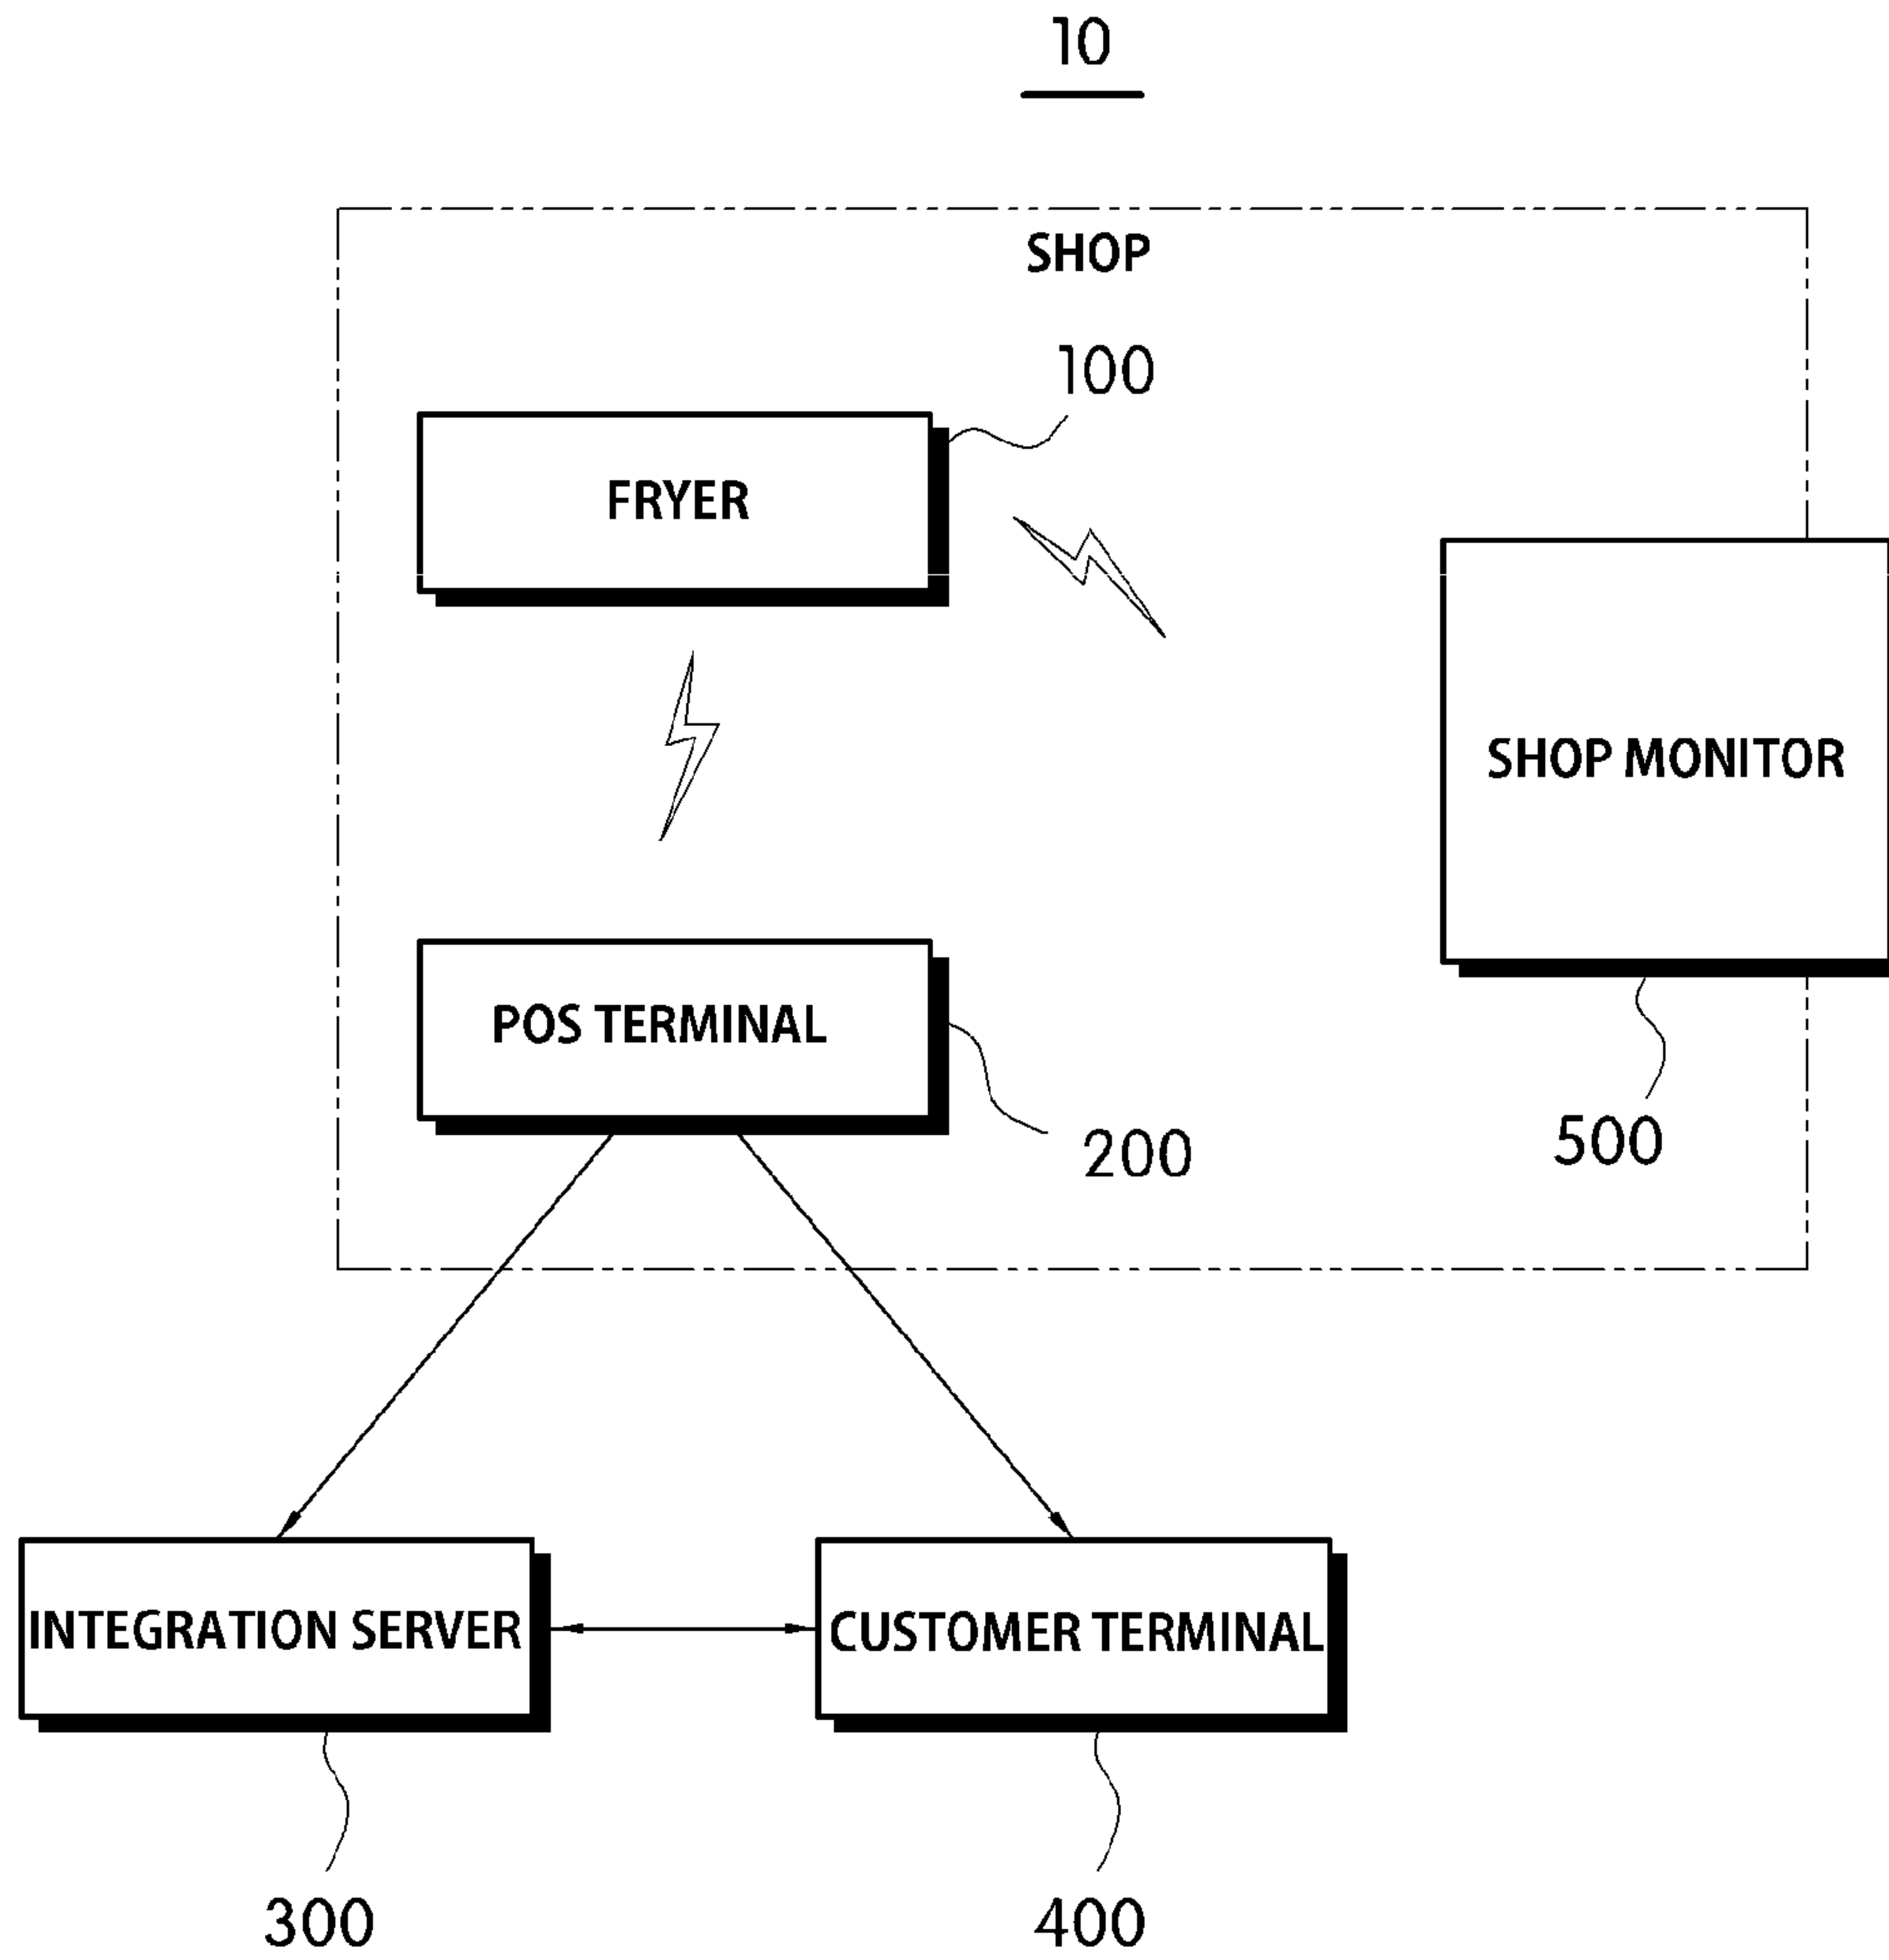 10
SHOP
100
FRYER
SHOP MONITOR
POS TERMINAL
200
500
INTEGRATION SERVER
CUSTOMER TERMINAL
300
400